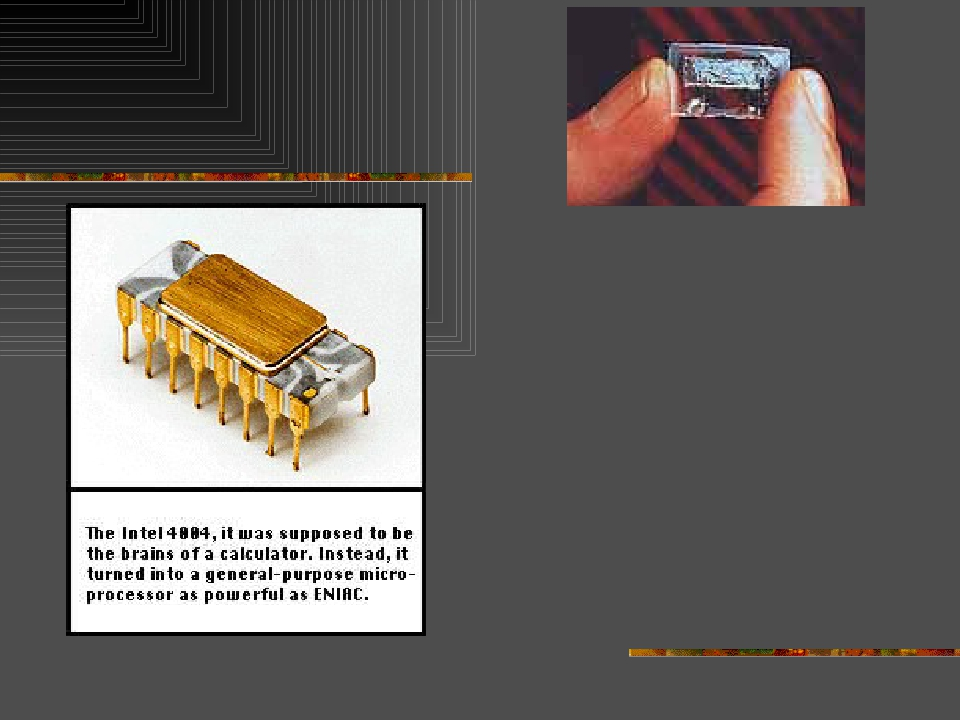 The Intel 4004, it was supposed to be
the brains of a calculator. Instead, it
turned into a general-purpose micro-
processor as powerful as ENIAC.